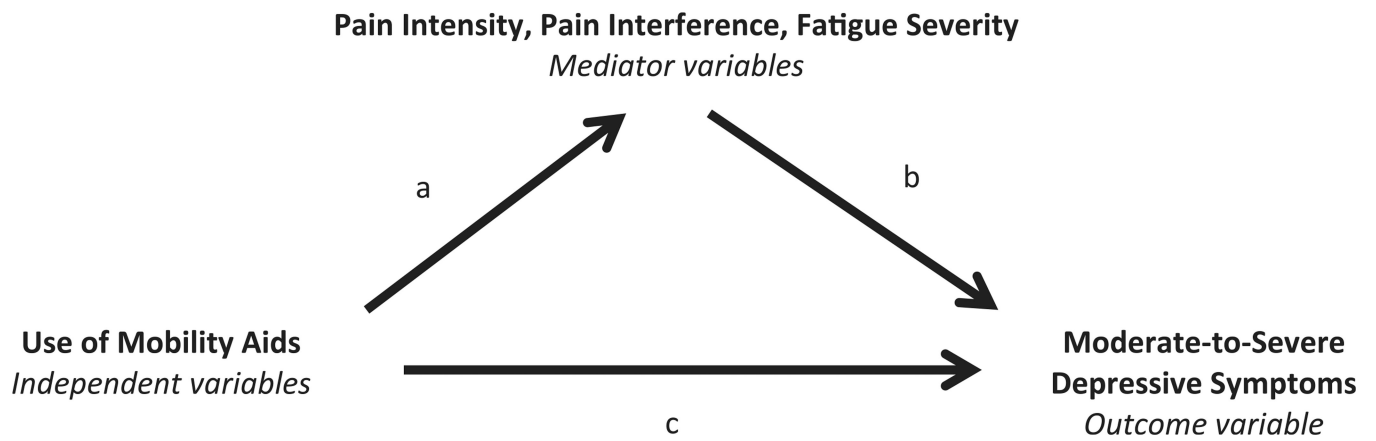 Pain Intensity, Pain Interference, Fatigue Severity
Mediator variables
a
b
Use of Mobility Aids
Independent variables
Moderate-to-Severe
Depressive Symptoms
Outcome variable
c